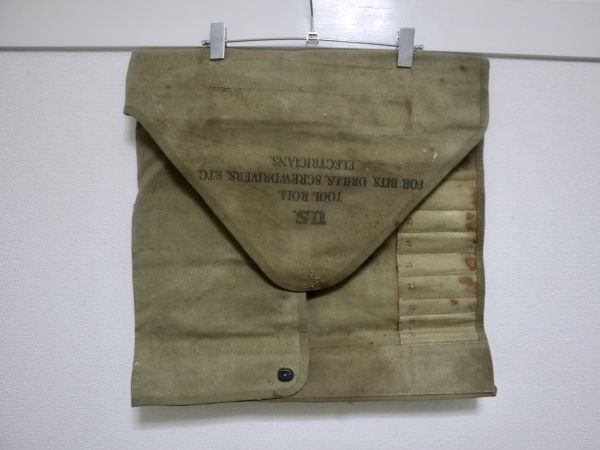 U.S.
TOOL ROLL
FOR BITS, DRILLS, SCREWDRIVERS, ETC.
ELECTRICIANS.